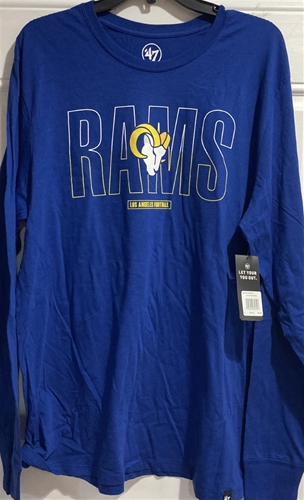 '47
RAMS
LOS ANGELES FOOTBALL
LET YOUR
YOU OUT.